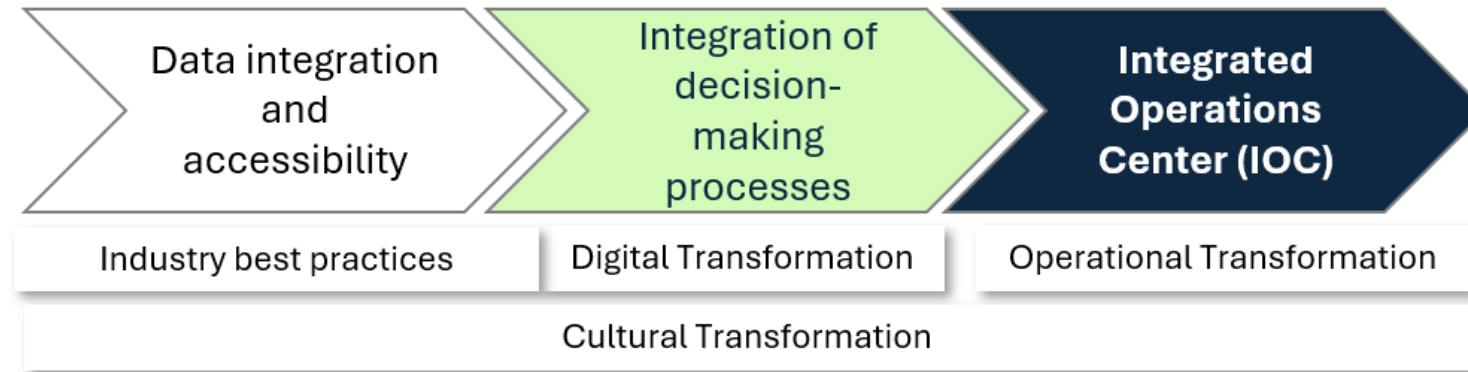 Data integration
and
accessibility
Integration of
decision-
making
processes
Integrated
Operations
Center (IOC)
Industry best practices
Digital Transformation
Operational Transformation
Cultural Transformation